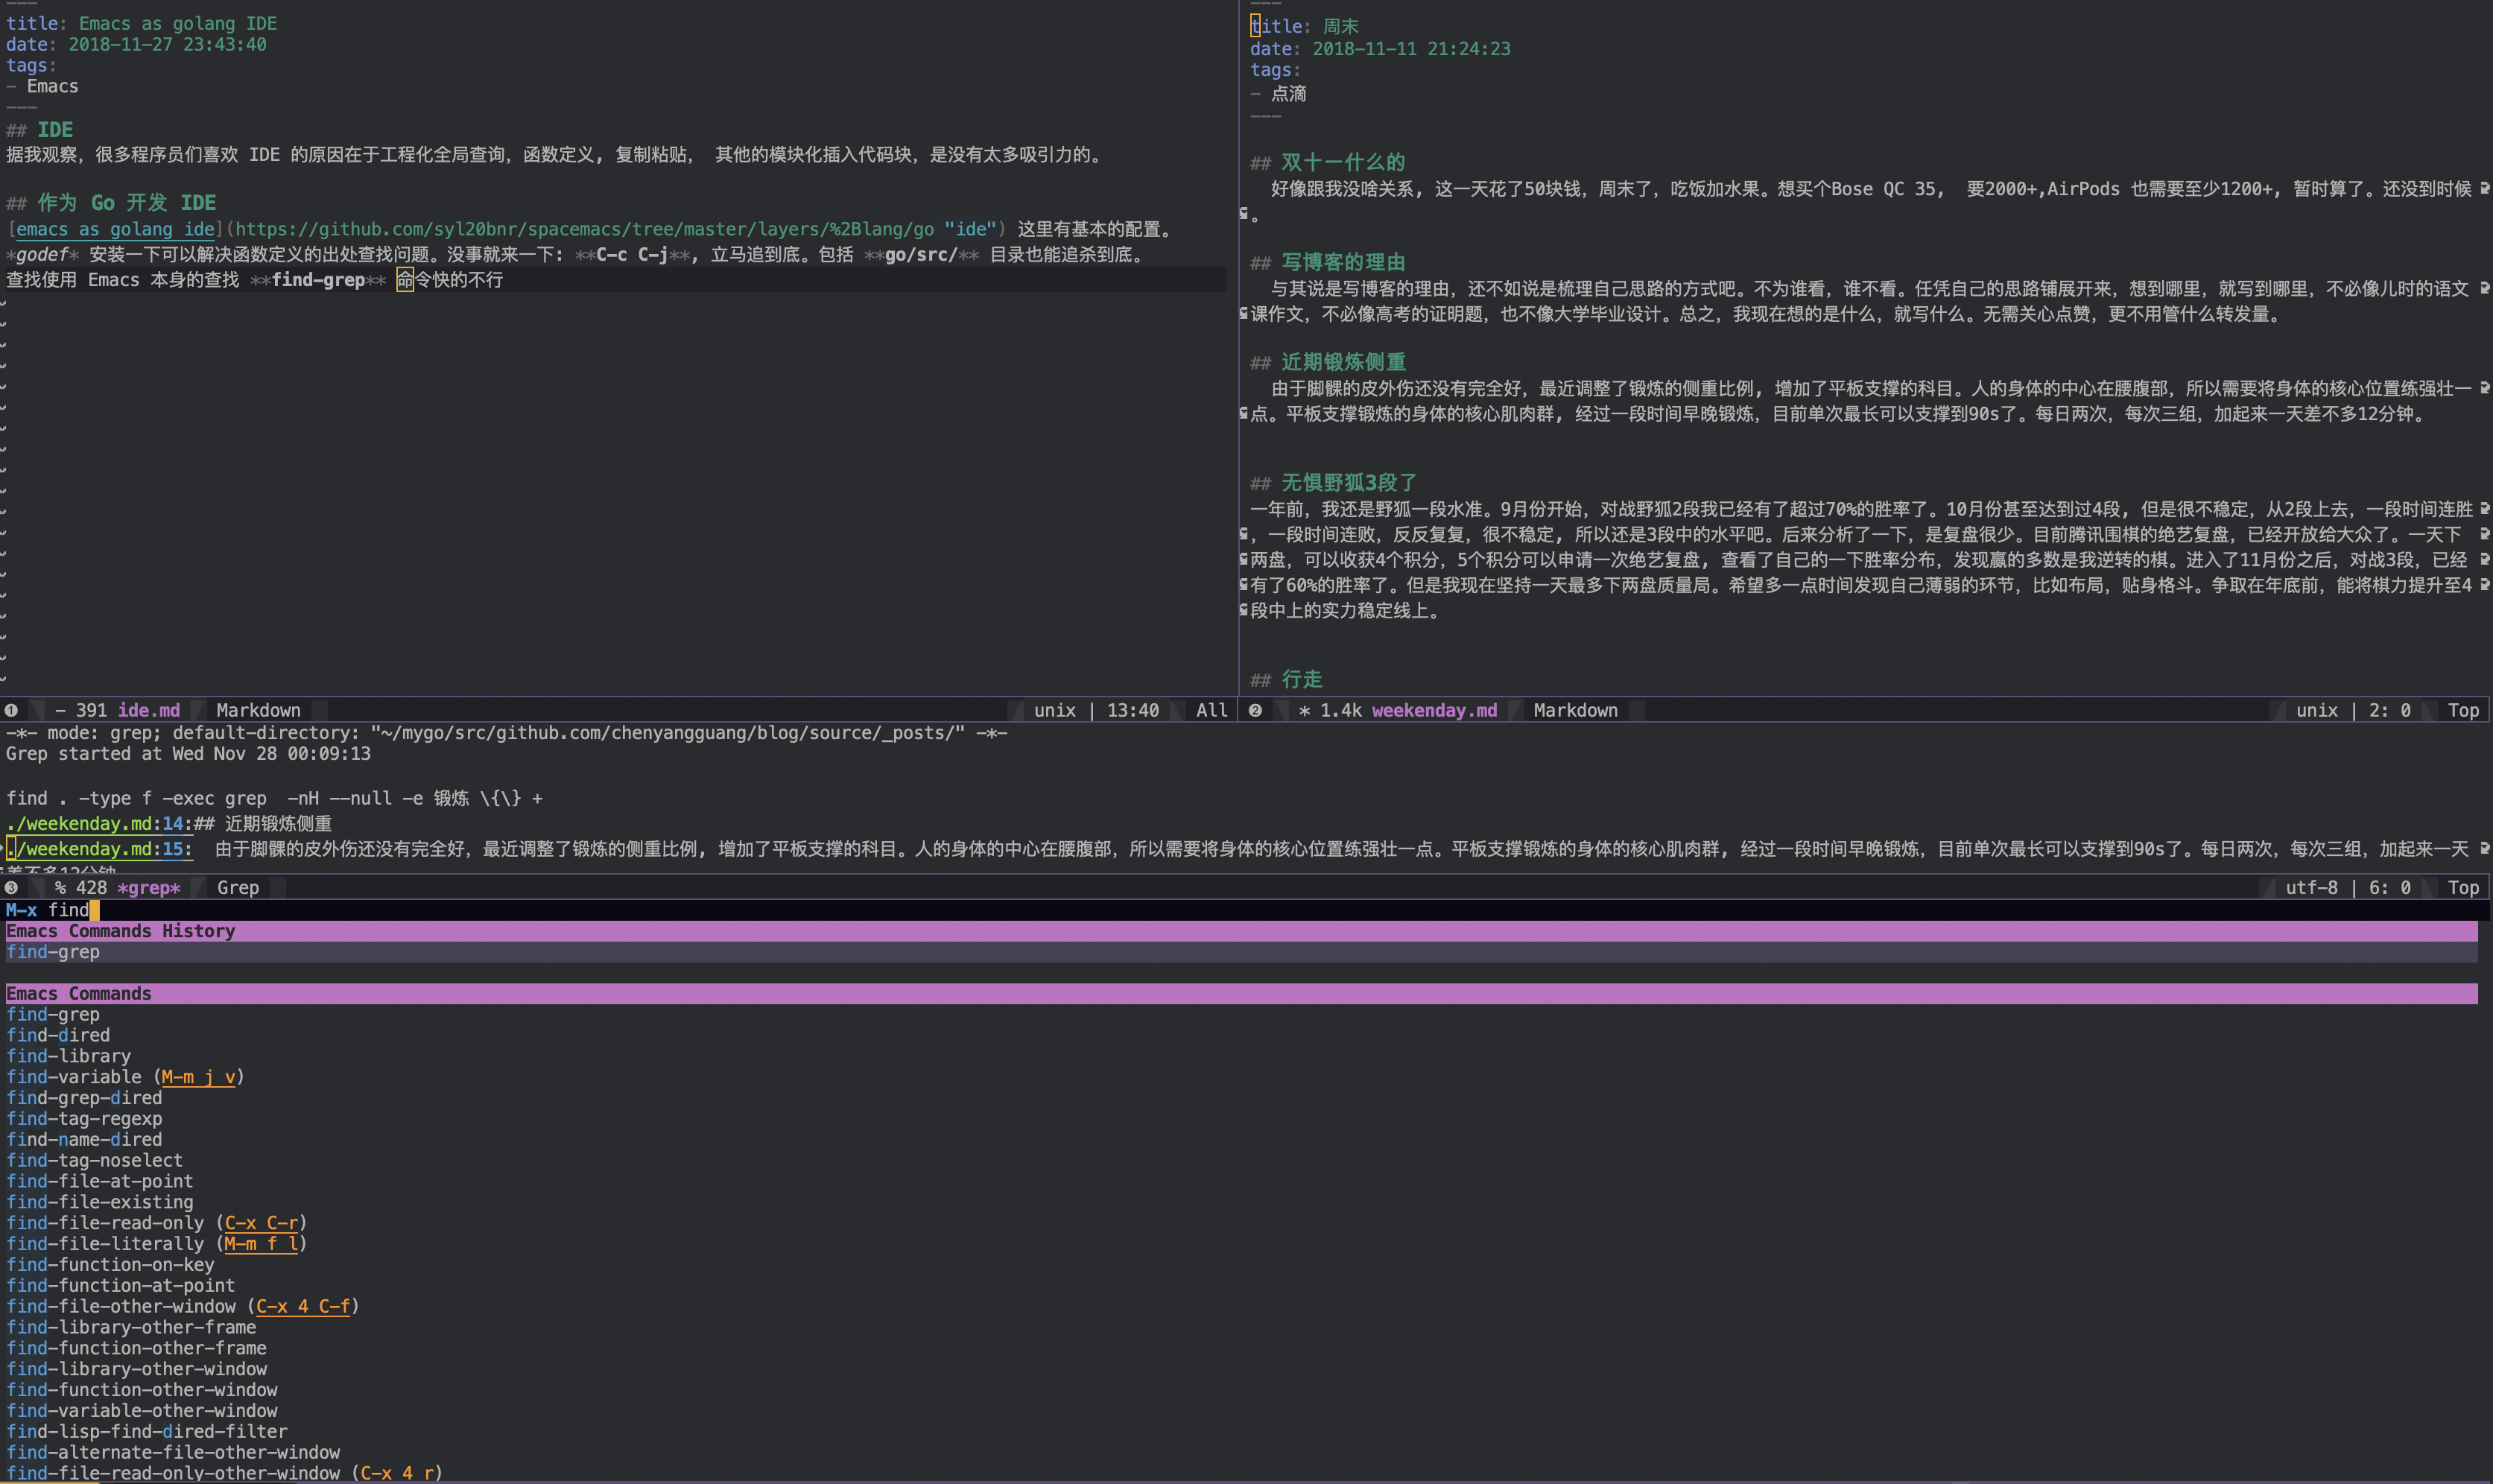 ---
title: Emacs as golang IDE
date: 2018-11-27 23:43:40
tags:
- Emacs
---
## IDE
据我观察，很多程序员们喜欢 IDE 的原因在于工程化全局查询，函数定义, 复制粘贴， 其他的模块化插入代码块，是没有太多吸引力的。
## 作为 Go 开发 IDE
[emacs as golang ide](https://github.com/syl20bnr/spacemacs/tree/master/layers/%2Blang/go "ide") 这里有基本的配置。
*godef* 安装一下可以解决函数定义的出处查找问题。没事就来一下: **C-c C-j**, 立马追到底。包括 **go/src/** 目录也能追杀到底。
查找使用 Emacs 本身的查找 **find-grep** 命令快的不行
---
title: 周末
date: 2018-11-11 21:24:23
tags:
- 点滴
---
## 双十一什么的
好像跟我没啥关系, 这一天花了50块钱，周末了，吃饭加水果。想买个Bose QC 35, 要2000+,AirPods 也需要至少1200+, 暂时算了。还没到时候
。
## 写博客的理由
与其说是写博客的理由，还不如说是梳理自己思路的方式吧。不为谁看，谁不看。任凭自己的思路铺展开来，想到哪里，就写到哪里，不必像儿时的语文
课作文，不必像高考的证明题，也不像大学毕业设计。总之，我现在想的是什么，就写什么。无需关心点赞，更不用管什么转发量。
## 近期锻炼侧重
由于脚髁的皮外伤还没有完全好，最近调整了锻炼的侧重比例, 增加了平板支撑的科目。人的身体的中心在腰腹部，所以需要将身体的核心位置练强壮一
点。平板支撑锻炼的身体的核心肌肉群, 经过一段时间早晚锻炼，目前单次最长可以支撑到90s了。每日两次，每次三组，加起来一天差不多12分钟。
## 无惧野狐3段了
一年前，我还是野狐一段水准。9月份开始，对战野狐2段我已经有了超过70%的胜率了。10月份甚至达到过4段, 但是很不稳定，从2段上去，一段时间连胜
，一段时间连败，反反复复，很不稳定, 所以还是3段中的水平吧。后来分析了一下，是复盘很少。目前腾讯围棋的绝艺复盘，已经开放给大众了。一天下
两盘，可以收获4个积分，5个积分可以申请一次绝艺复盘, 查看了自己的一下胜率分布，发现赢的多数是我逆转的棋。进入了11月份之后，对战3段，已经
有了60%的胜率了。但是我现在坚持一天最多下两盘质量局。希望多一点时间发现自己薄弱的环节，比如布局，贴身格斗。争取在年底前，能将棋力提升至4
段中上的实力稳定线上。
## 行走
❶ - 391 ide.md Markdown unix | 13:40 All
❷ * 1.4k weekenday.md Markdown unix | 2: 0 Top
-*- mode: grep; default-directory: "~/mygo/src/github.com/chenyangguang/blog/source/_posts/" -*-
Grep started at Wed Nov 28 00:09:13
find . -type f -exec grep  -nH --null -e 锻炼 \{\} +
./weekenday.md:14:## 近期锻炼侧重
./weekenday.md:15: 由于脚髁的皮外伤还没有完全好，最近调整了锻炼的侧重比例, 增加了平板支撑的科目。人的身体的中心在腰腹部，所以需要将身体的核心位置练强壮一点。平板支撑锻炼的身体的核心肌肉群, 经过一段时间早晚锻炼，目前单次最长可以支撑到90s了。每日两次，每次三组，加起来一天
差不多12分钟
❸ % 428 *grep* Grep utf-8 | 6: 0 Top
M-x find
Emacs Commands History
find-grep
Emacs Commands
find-grep
find-dired
find-library
find-variable (M-m j v)
find-grep-dired
find-tag-regexp
find-name-dired
find-tag-noselect
find-file-at-point
find-file-existing
find-file-read-only (C-x C-r)
find-file-literally (M-m f l)
find-function-on-key
find-function-at-point
find-file-other-window (C-x 4 C-f)
find-library-other-frame
find-function-other-frame
find-library-other-window
find-function-other-window
find-variable-other-window
find-lisp-find-dired-filter
find-alternate-file-other-window
find-file-read-only-other-window (C-x 4 r)